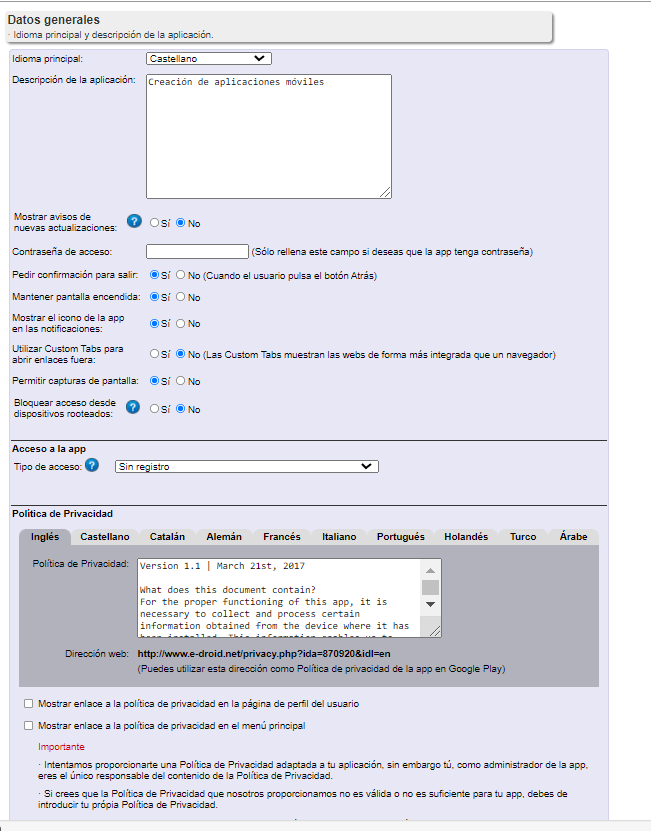 Datos generales
· Idioma principal y descripción de la aplicación.
Idioma principal: Castellano
Descripción de la aplicación: Creación de aplicaciones móviles
Mostrar avisos de
nuevas actualizaciones: ? Sí No
Contraseña de acceso: (Sólo rellena este campo si deseas que la app tenga contraseña)
Pedir confirmación para salir: Sí No (Cuando el usuario pulsa el botón Atrás)
Mantener pantalla encendida: Sí No
Mostrar el icono de la app
en las notificaciones: Sí No
Utilizar Custom Tabs para
abrir enlaces fuera: Sí No (Las Custom Tabs muestran las webs de forma más integrada que un navegador)
Permitir capturas de pantalla: Sí No
Bloquear acceso desde
dispositivos rooteados: ? Sí No
Acceso a la app
Tipo de acceso: ? Sin registro
Política de Privacidad
Inglés Castellano Catalán Alemán Francés Italiano Portugués Holandés Turco Árabe
Política de Privacidad: Version 1.1 | March 21st, 2017
What does this document contain?
For the proper functioning of this app, it is
necessary to collect and process certain
information obtained from the device where it has
been installed. This information enables us to
Dirección web: http://www.e-droid.net/privacy.php?ida=870920&idl=en
(Puedes utilizar esta dirección como Política de privacidad de la app en Google Play)
Mostrar enlace a la política de privacidad en la página de perfil del usuario
Mostrar enlace a la política de privacidad en el menú principal
Importante
· Intentamos proporcionarte una Política de Privacidad adaptada a tu aplicación, sin embargo tú, como administrador de la app,
eres el único responsable del contenido de la Política de Privacidad.
· Si crees que la Política de Privacidad que nosotros proporcionamos no es válida o no es suficiente para tu app, debes de
introducir tu própia Política de Privacidad.